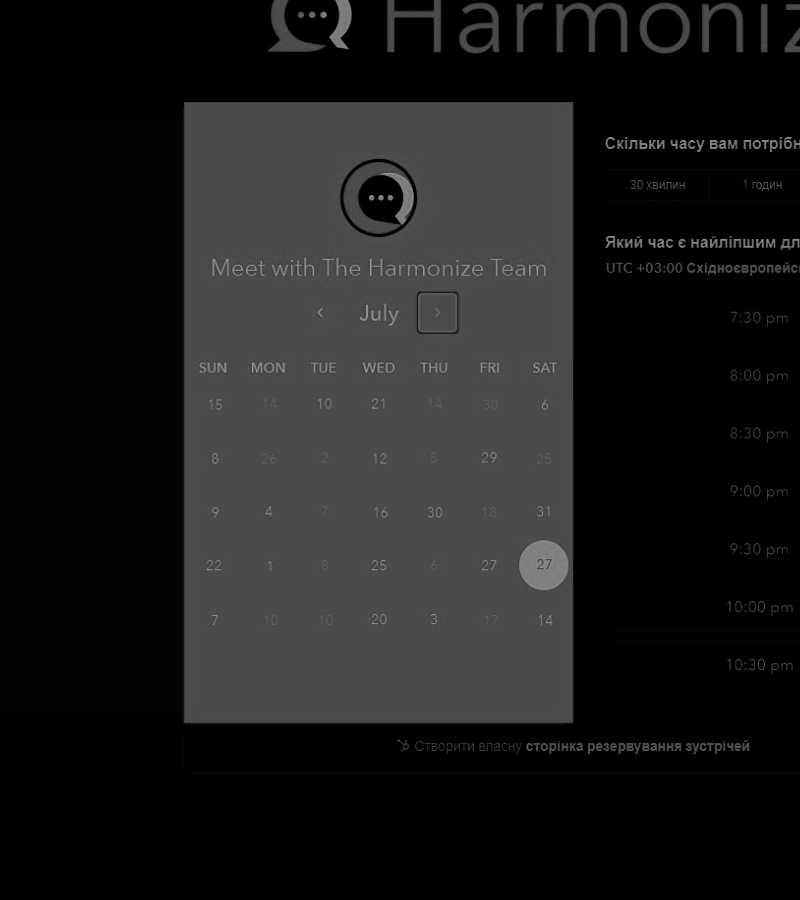 Harmoniz
Meet with The Harmonize Team
July
SUN MON TUE WED THU FRI SAT
15 14 10 21 14 30 6
8 26 2 12 5 29 25
9 4 7 16 30 18 31
22 1 8 25 6 27 27
7 10 10 20 3 17 14
Скільки часу вам потрібн
30 хвилин 1 годин
Який час є найліпшим дл
UTC +03:00 Східноєвропейс
7:30 pm
8:00 pm
8:30 pm
9:00 pm
9:30 pm
10:00 pm
10:30 pm
Створити власну сторінка резервування зустрічей